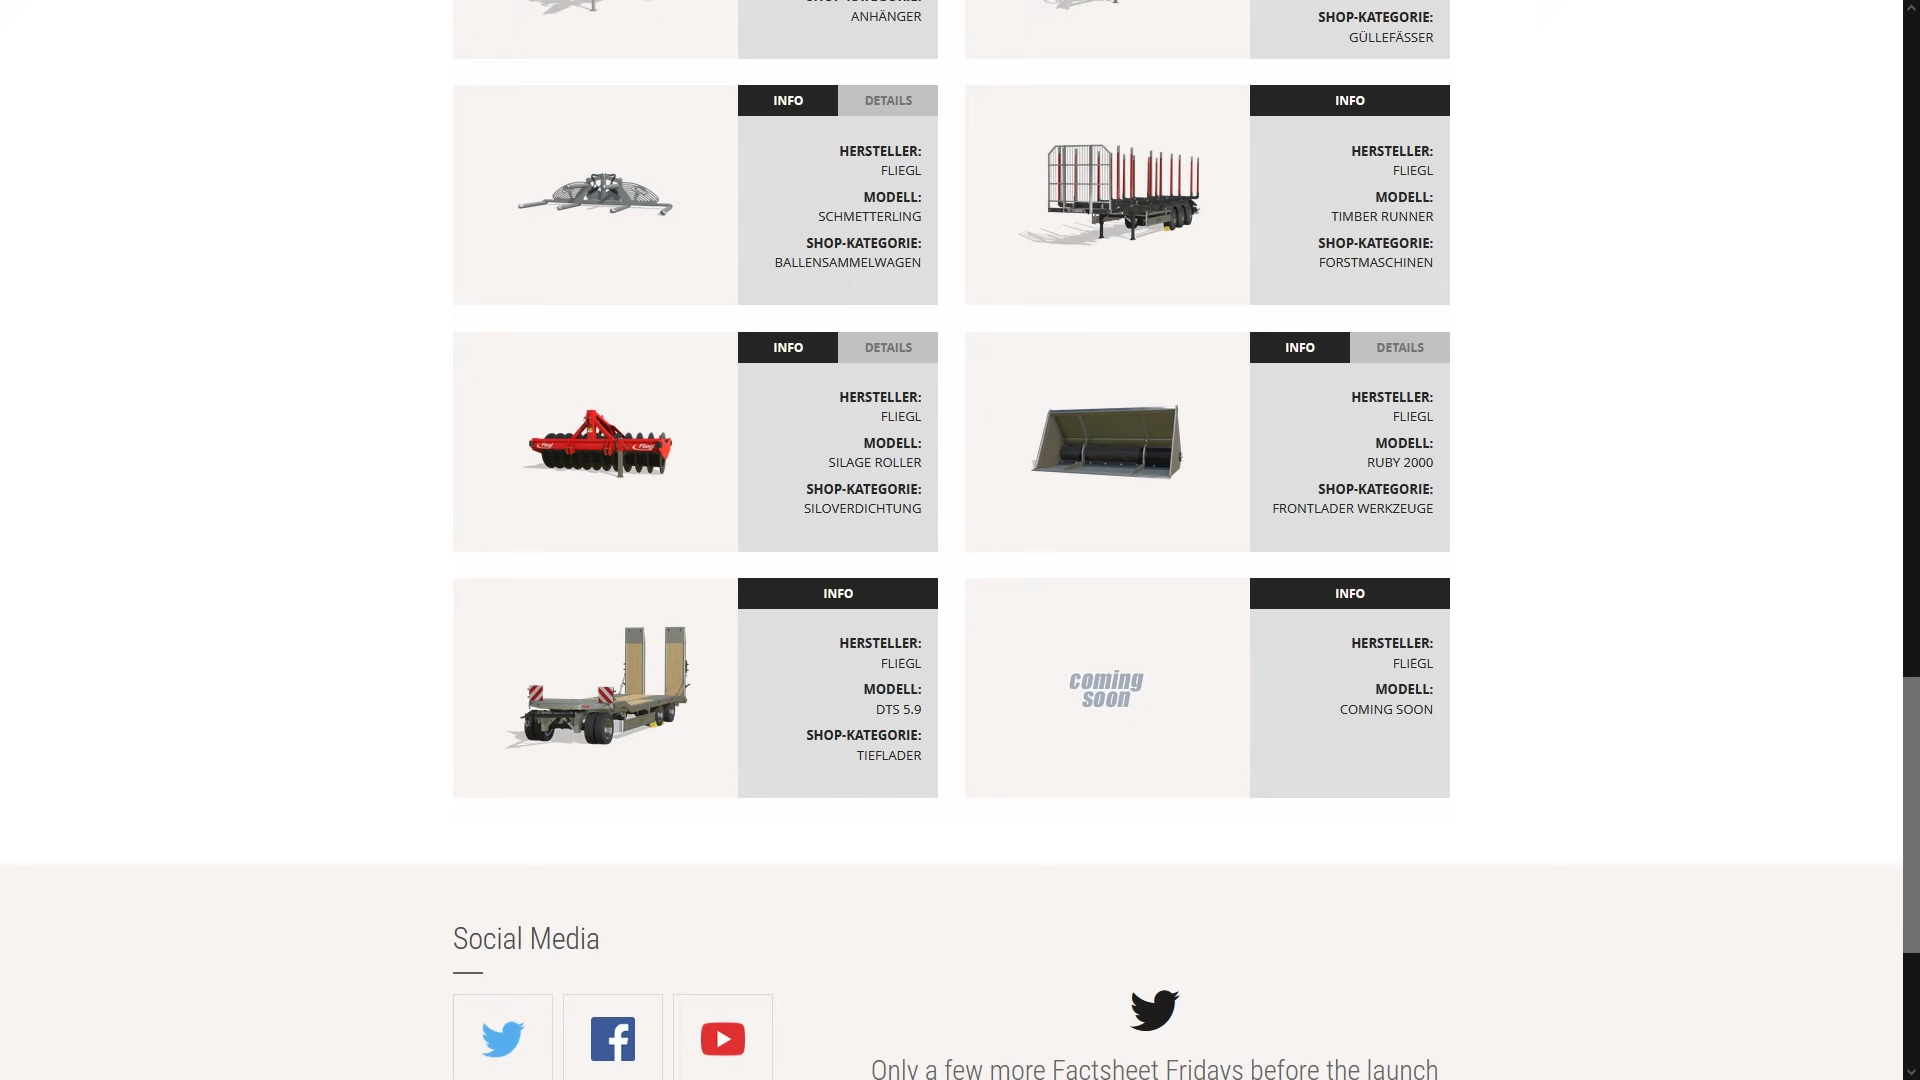 ANHÄNGER
SHOP-KATEGORIE:
GÜLLEFÄSSER
INFO DETAILS
HERSTELLER:
FLIEGL
MODELL:
SCHMETTERLING
SHOP-KATEGORIE:
BALLENSAMMELWAGEN
INFO
HERSTELLER:
FLIEGL
MODELL:
TIMBER RUNNER
SHOP-KATEGORIE:
FORSTMASCHINEN
INFO DETAILS
HERSTELLER:
FLIEGL
MODELL:
SILAGE ROLLER
SHOP-KATEGORIE:
SILOVERDICHTUNG
INFO DETAILS
HERSTELLER:
FLIEGL
MODELL:
RUBY 2000
SHOP-KATEGORIE:
FRONTLADER WERKZEUGE
INFO
HERSTELLER:
FLIEGL
MODELL:
DTS 5.9
SHOP-KATEGORIE:
TIEFLADER
coming
soon
INFO
HERSTELLER:
FLIEGL
MODELL:
COMING SOON
Social Media
Only a few more Factsheet Fridays before the launch